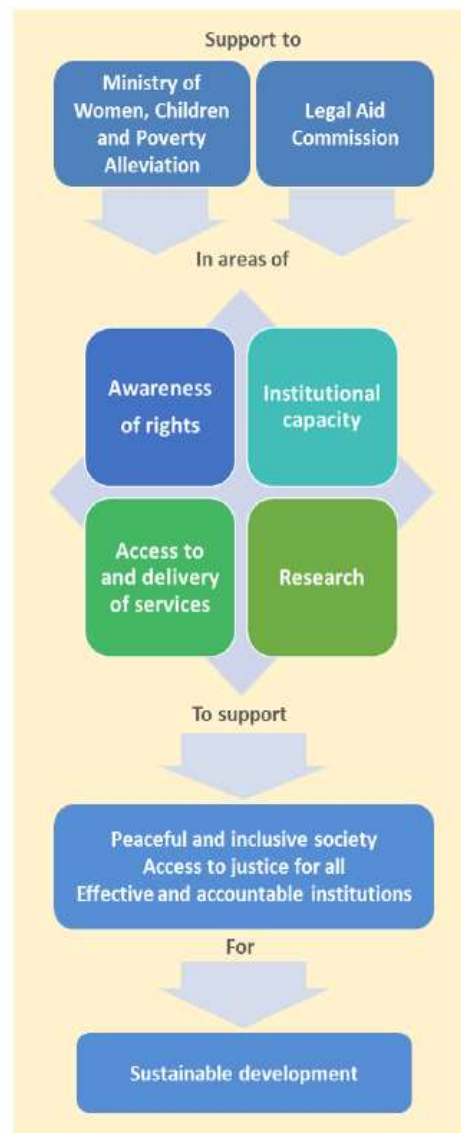 Support to
Ministry of
Women, Children
and Poverty
Alleviation
Legal Aid
Commission
In areas of
Awareness
of rights
Institutional
capacity
Access to
and delivery
of services
Research
To support
Peaceful and inclusive society
Access to justice for all
Effective and accountable institutions
For
Sustainable development